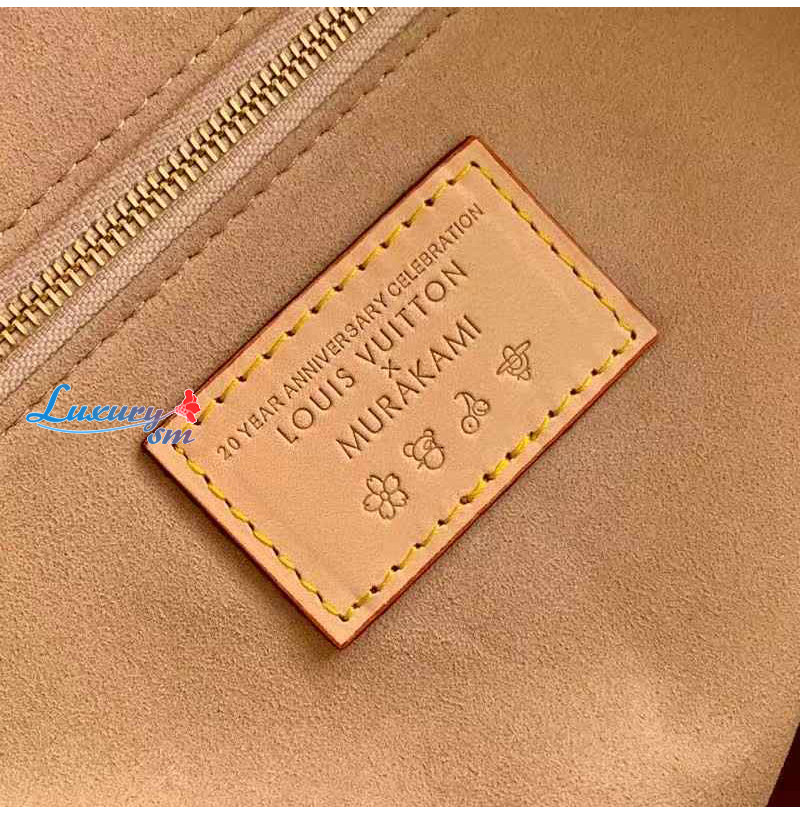 20 YEAR ANNIVERSARY CELEBRATION
LOUIS VUITTON
×
MURAKAMI
Luxury
sm